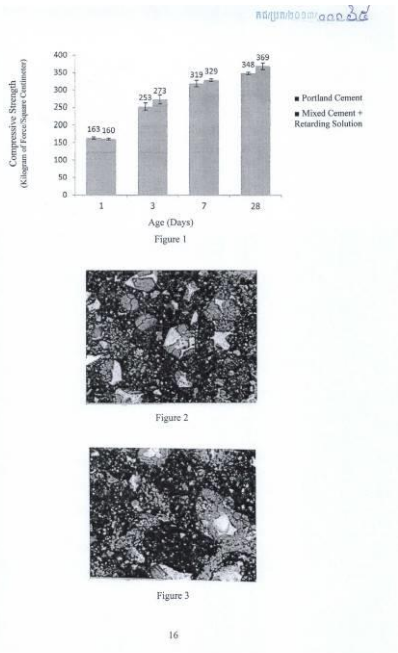 400
350
300
250
200
150
100
50
0
Compressive Strength
(Kilogram of Force/Square Centimeter)
163 160
253 273
319 329
348 369
1 3 7 28
Age (Days)
Portland Cement
Mixed Cement +
Retarding Solution
Figure 1
Figure 2
Figure 3
16